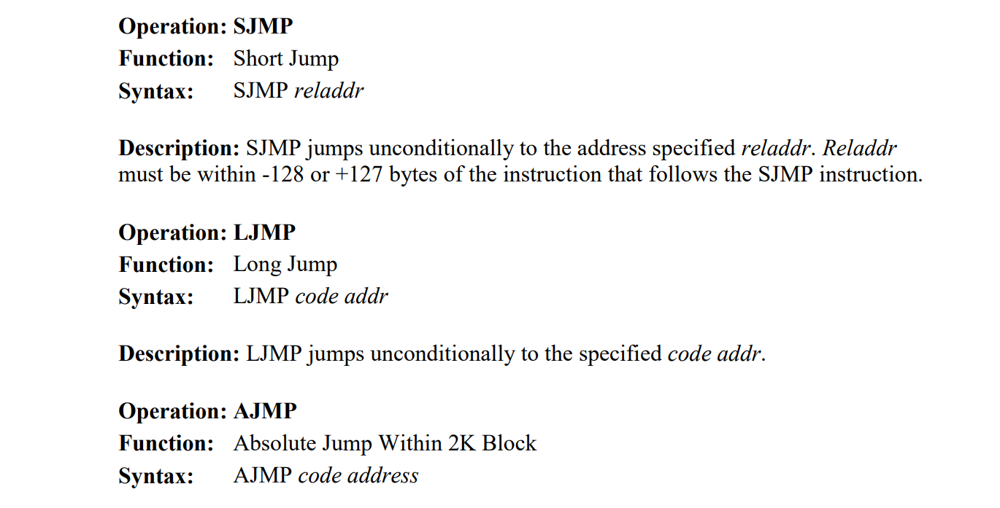 Operation: SJMP
Function: Short Jump
Syntax: SJMP reladdr
Description: SJMP jumps unconditionally to the address specified reladdr. Reladdr
must be within -128 or +127 bytes of the instruction that follows the SJMP instruction.
Operation: LJMP
Function: Long Jump
Syntax: LJMP code addr
Description: LJMP jumps unconditionally to the specified code addr.
Operation: AJMP
Function: Absolute Jump Within 2K Block
Syntax: AJMP code address